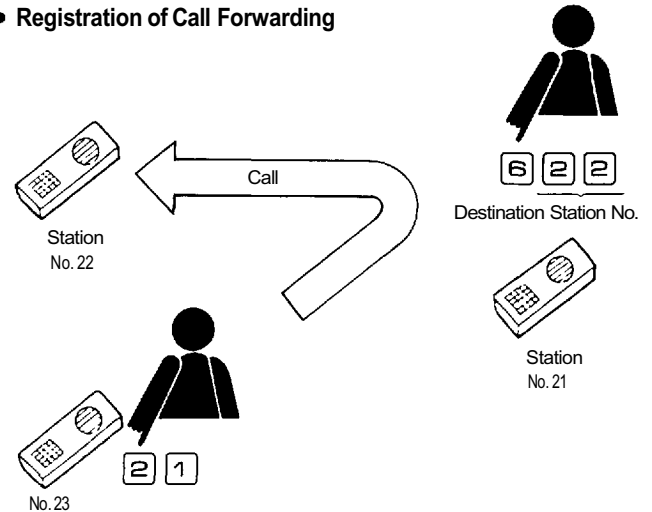 • Registration of Call Forwarding
6 2 2
Call
Destination Station No.
Station
No. 22
Station
No. 21
2 1
No. 23